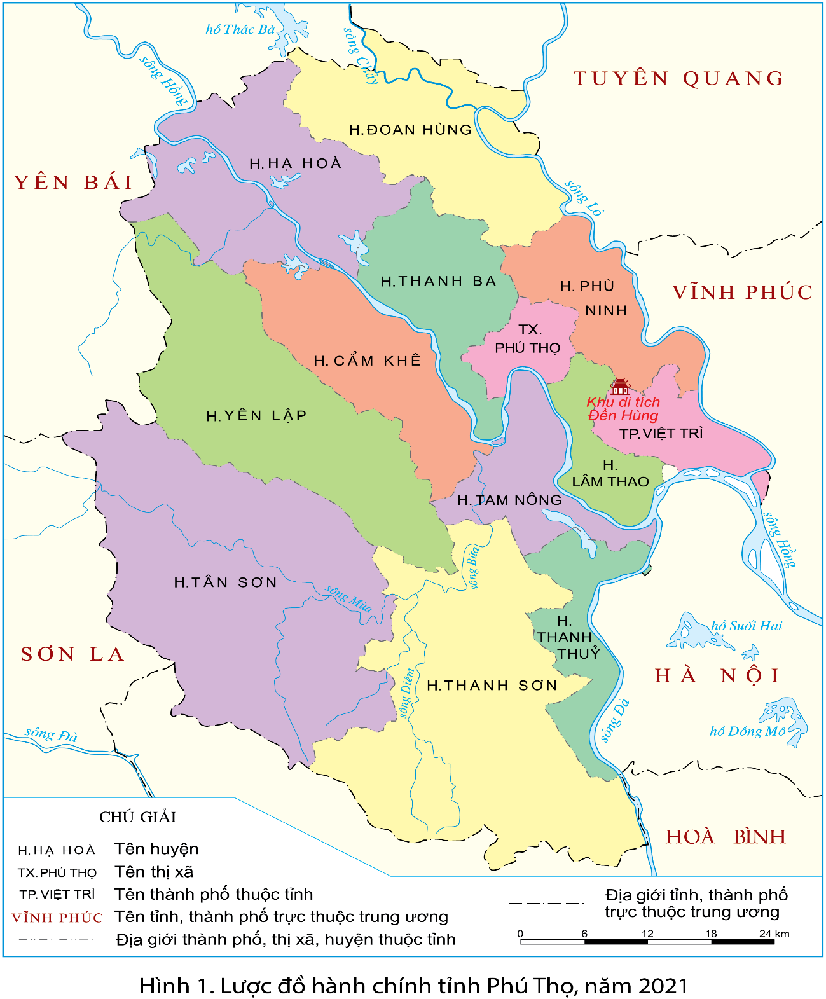 hồ Thác Bà
sông Chảy
sông Hồng
TUYÊN QUANG
H.ĐOAN HÙNG
H.HẠ HOÀ
YÊN BÁI
sông Lô
H.THANH BA
H. PHÙ
NINH
VĨNH PHÚC
TX.
PHÚ THỌ
H. CẨM KHÊ
Khu di tích
Đền Hùng
H.YÊN LẬP
TP.VIỆT TRÌ
H.
LÂM THAO
H.TAM NÔNG
sông Hồng
sông Bứa
H.TÂN SƠN
sông Mùa
H.
THANH
THUỶ
hồ Suối Hai
SƠN LA
HÀ NỘI
H.THANH SƠN
sông Diêm
sông Đà
hồ Đồng Mô
sông Đà
HOÀ BÌNH
CHÚ GIẢI
H.HẠ HOÀ Tên huyện
TX.PHÚ THỌ Tên thị xã
TP.VIỆT TRÌ Tên thành phố thuộc tỉnh
VĨNH PHÚC Tên tỉnh, thành phố trực thuộc trung ương
Địa giới thành phố, thị xã, huyện thuộc tỉnh
Địa giới tỉnh, thành phố
trực thuộc trung ương
0 6 12 18 24 km
Hình 1. Lược đồ hành chính tỉnh Phú Thọ, năm 2021